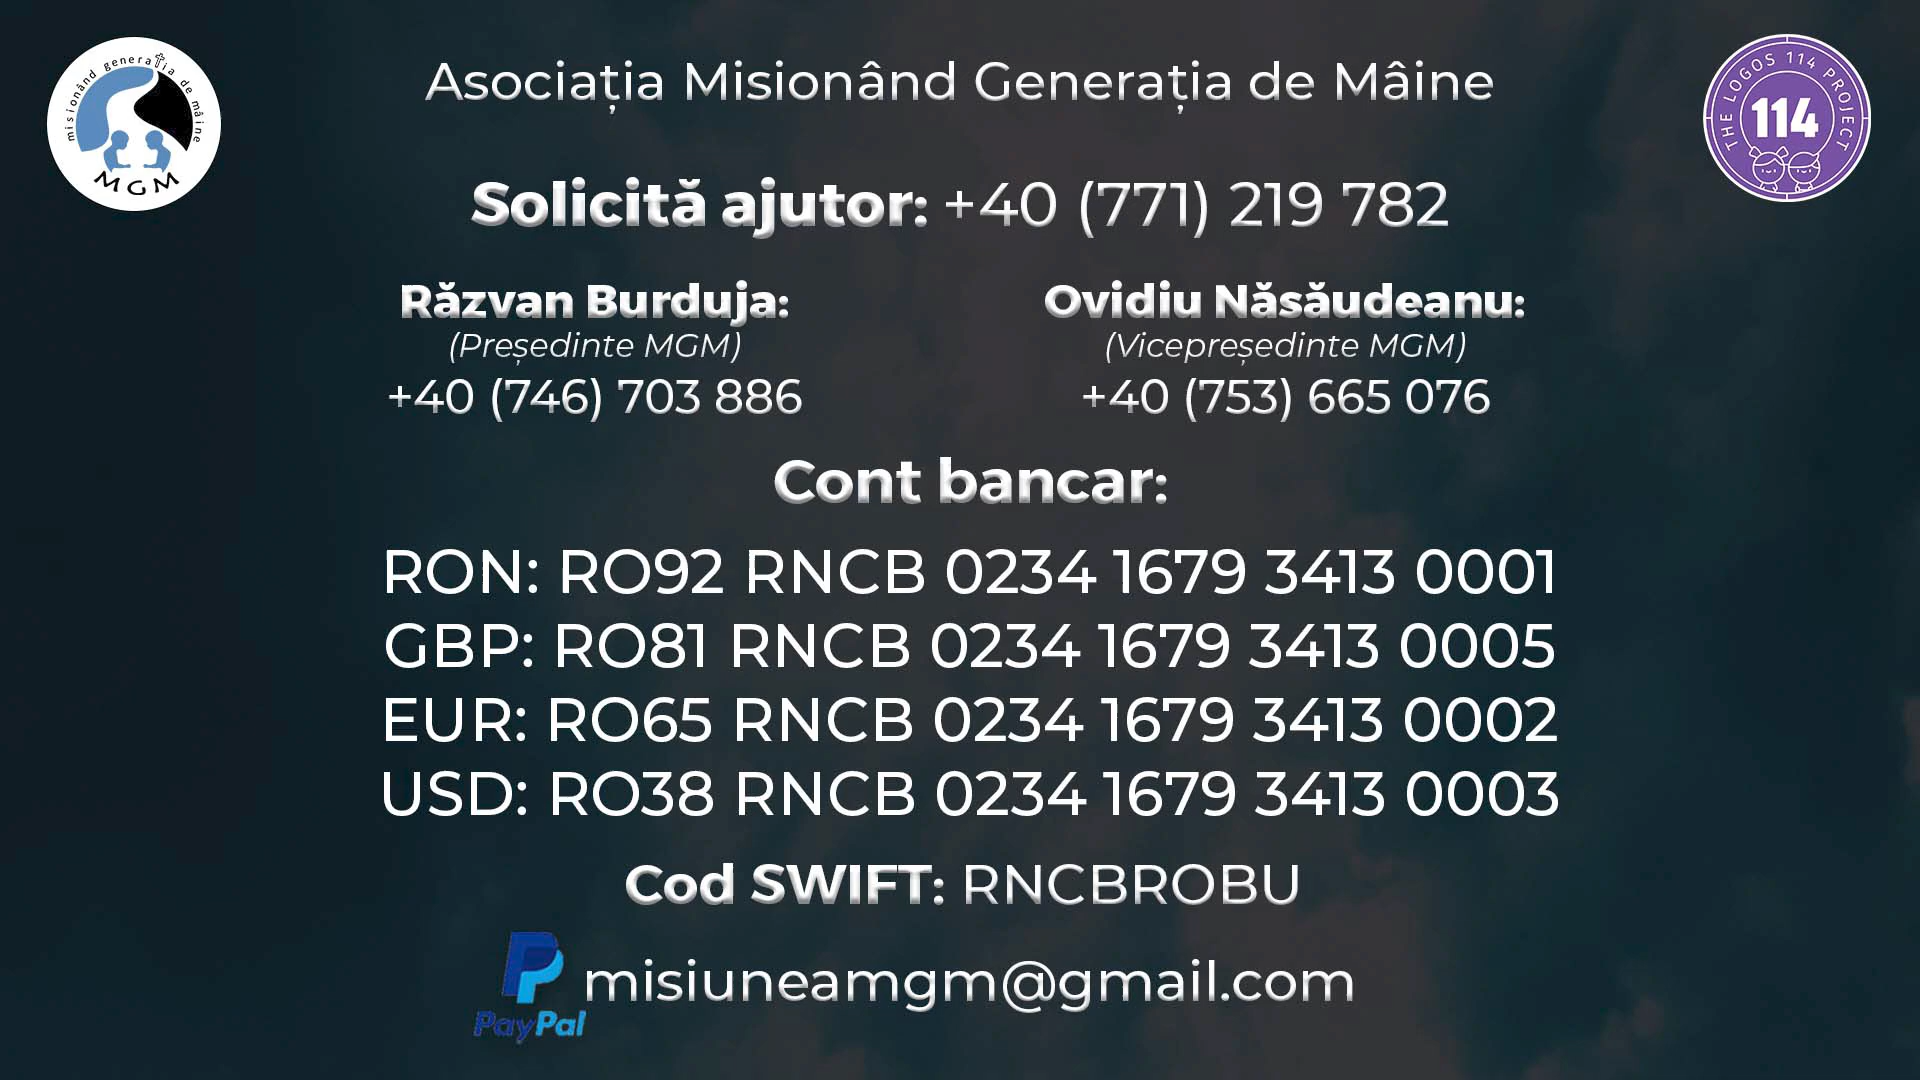 misionând generația de mâine
MGM
Asociația Misionând Generația de Mâine
THE LOGOS 114 PROJECT
114
Solicită ajutor: +40 (771) 219 782
Răzvan Burduja:
(Președinte MGM)
+40 (746) 703 886
Ovidiu Năsăudeanu:
(Vicepreședinte MGM)
+40 (753) 665 076
Cont bancar:
RON: RO92 RNCB 0234 1679 3413 0001
GBP: RO81 RNCB 0234 1679 3413 0005
EUR: RO65 RNCB 0234 1679 3413 0002
USD: RO38 RNCB 0234 1679 3413 0003
Cod SWIFT: RNCBROBU
PayPal
misiuneamgm@gmail.com